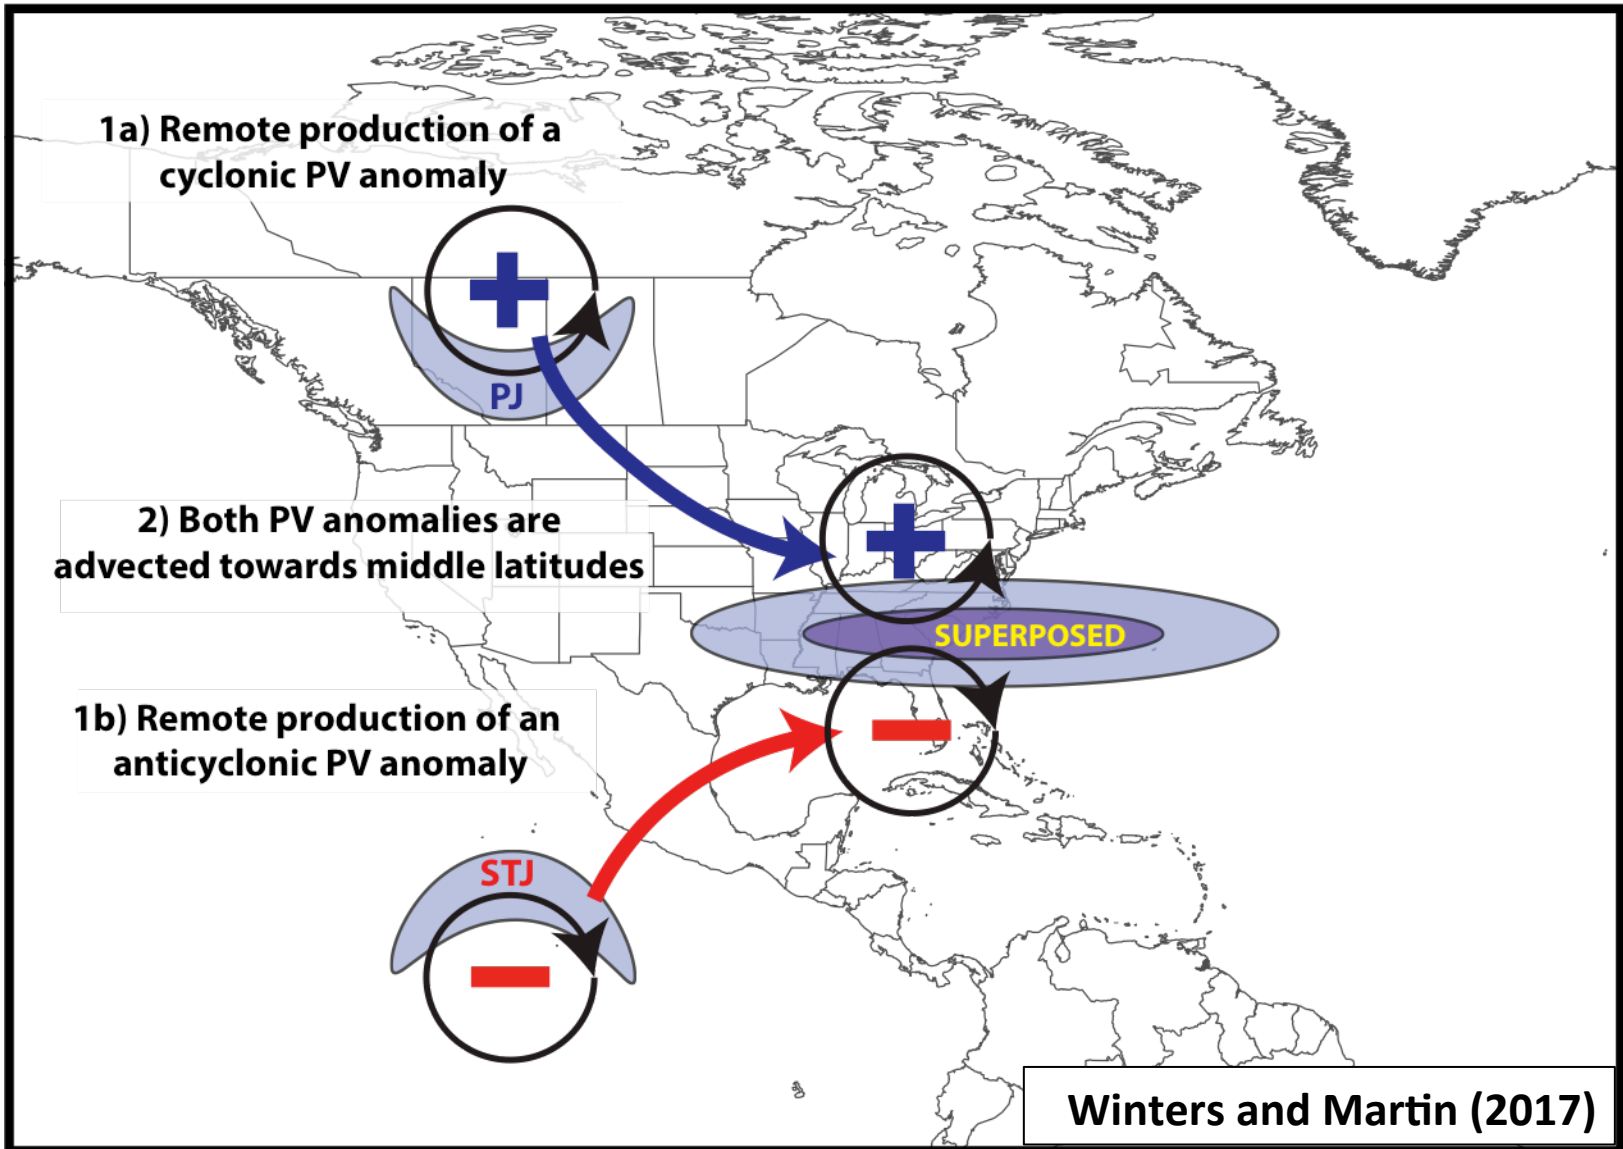 1a) Remote production of a
cyclonic PV anomaly
PJ
2) Both PV anomalies are
advected towards middle latitudes
SUPERPOSED
1b) Remote production of an
anticyclonic PV anomaly
STJ
Winters and Martin (2017)